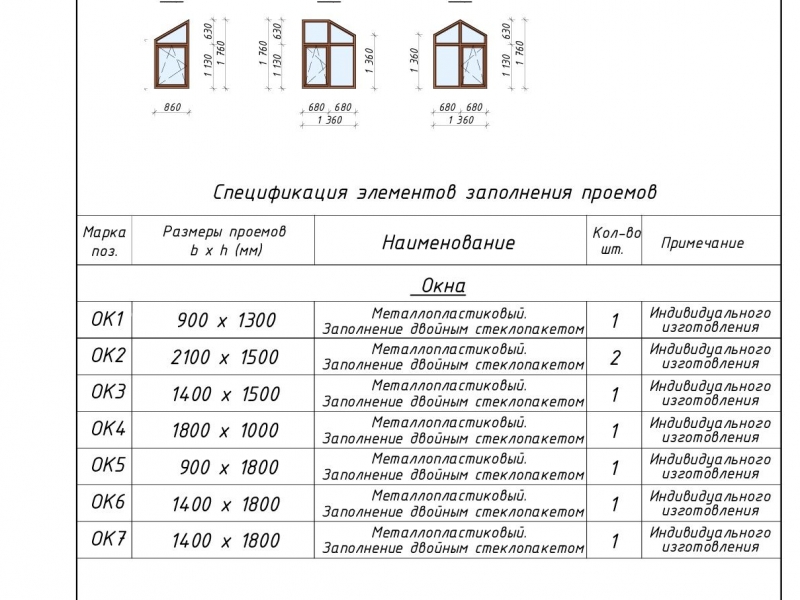 630
1 130
1 760
860
1 760
630
1 130
1 360
680 680
1 360
1 360
630
1 130
1 760
680 680
1 360
Спецификация элементов заполнения проемов
Марка поз.
Размеры проемов b x h (мм)
Наименование
Кол-во шт.
Примечание
Окна
ОК1
900 x 1300
Металлопластиковый.
Заполнение двойным стеклопакетом
1
Индивидуального
изготовления
ОК2
2100 x 1500
Металлопластиковый.
Заполнение двойным стеклопакетом
2
Индивидуального
изготовления
ОК3
1400 x 1500
Металлопластиковый.
Заполнение двойным стеклопакетом
1
Индивидуального
изготовления
ОК4
1800 x 1000
Металлопластиковый.
Заполнение двойным стеклопакетом
1
Индивидуального
изготовления
ОК5
900 x 1800
Металлопластиковый.
Заполнение двойным стеклопакетом
1
Индивидуального
изготовления
ОК6
1400 x 1800
Металлопластиковый.
Заполнение двойным стеклопакетом
1
Индивидуального
изготовления
ОК7
1400 x 1800
Металлопластиковый.
Заполнение двойным стеклопакетом
1
Индивидуального
изготовления